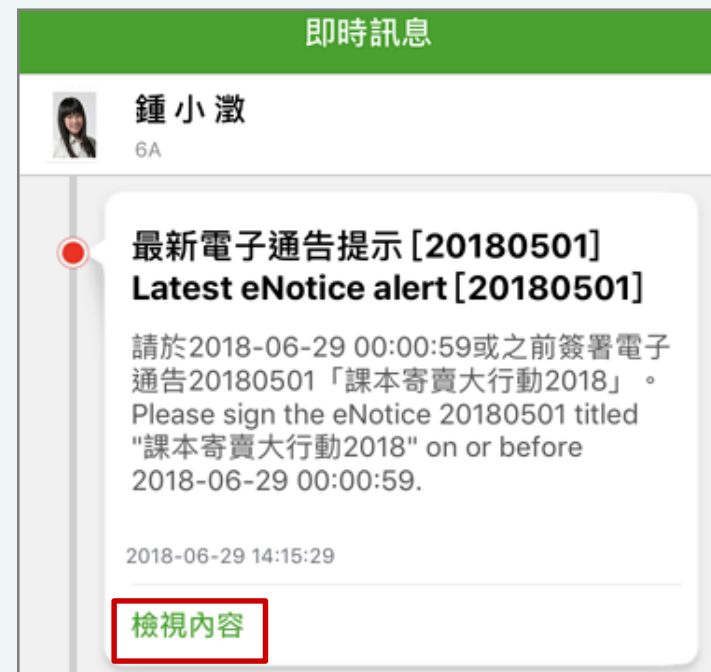 即時訊息
鍾小澂
6A
最新電子通告提示 [20180501]
Latest eNotice alert [20180501]
請於2018-06-29 00:00:59或之前簽署電子
通告20180501「課本寄賣大行動2018」。
Please sign the eNotice 20180501 titled
"課本寄賣大行動2018" on or before
2018-06-29 00:00:59.
2018-06-29 14:15:29
檢視內容